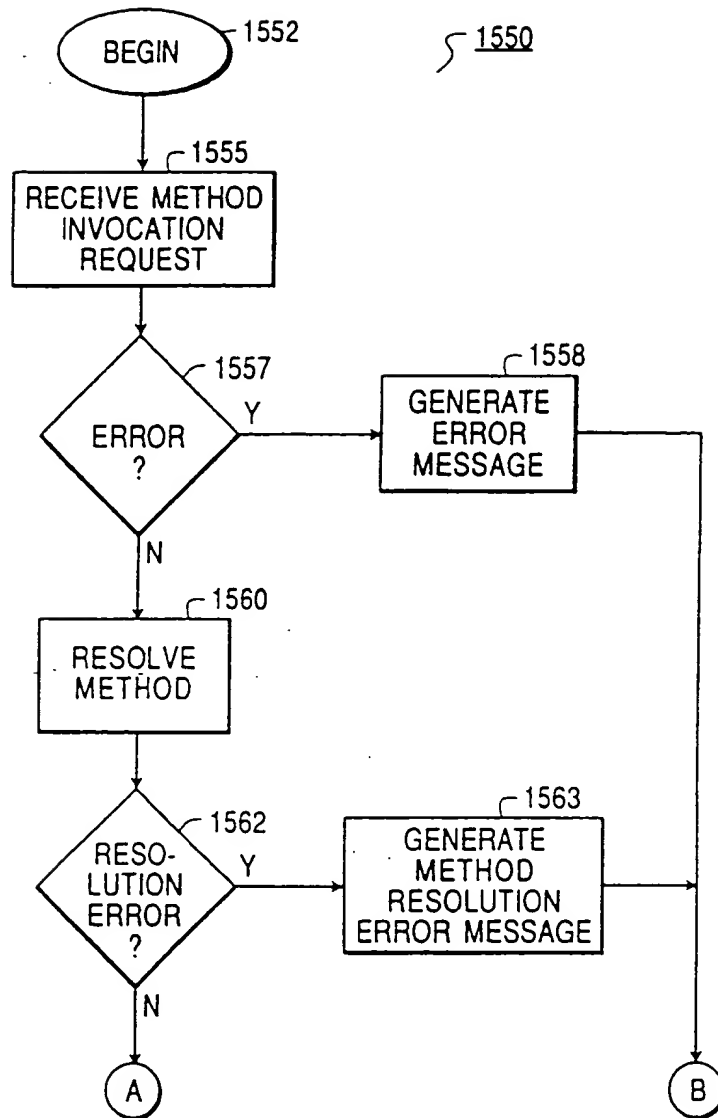 1552
BEGIN
1550
1555
RECEIVE METHOD
INVOCATION
REQUEST
1557
ERROR
?
Y
1558
GENERATE
ERROR
MESSAGE
N
1560
RESOLVE
METHOD
1562
RESO-
LUTION
ERROR
?
Y
1563
GENERATE
METHOD
RESOLUTION
ERROR MESSAGE
N
A
B